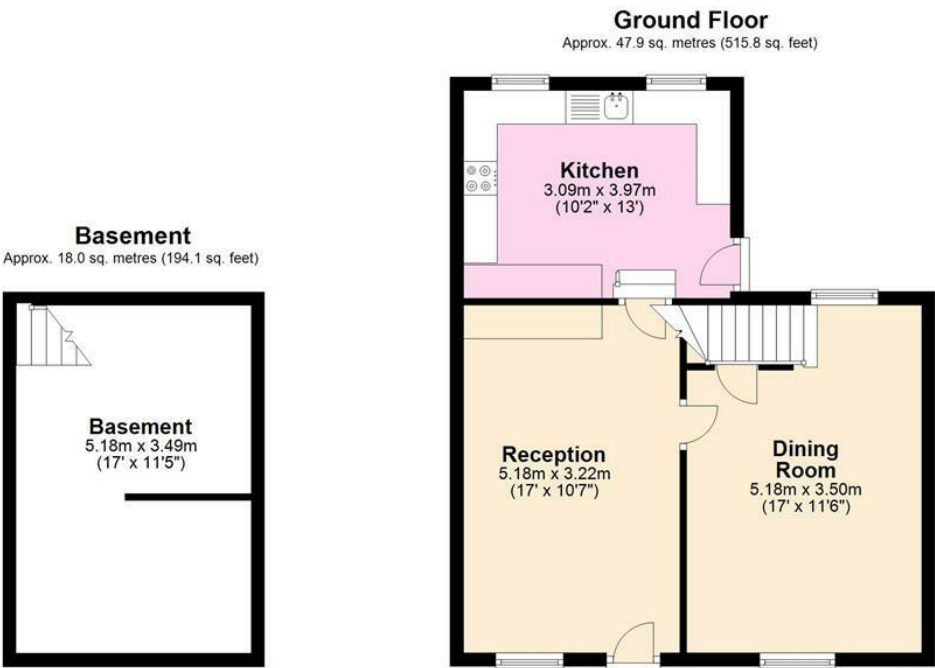 Ground Floor
Approx. 47.9 sq. metres (515.8 sq. feet)
Kitchen
3.09m x 3.97m
(10'2" x 13')
Basement
Approx. 18.0 sq. metres (194.1 sq. feet)
Basement
5.18m x 3.49m
(17' x 11'5")
Reception
5.18m x 3.22m
(17' x 10'7")
Dining
Room
5.18m x 3.50m
(17' x 11'6")